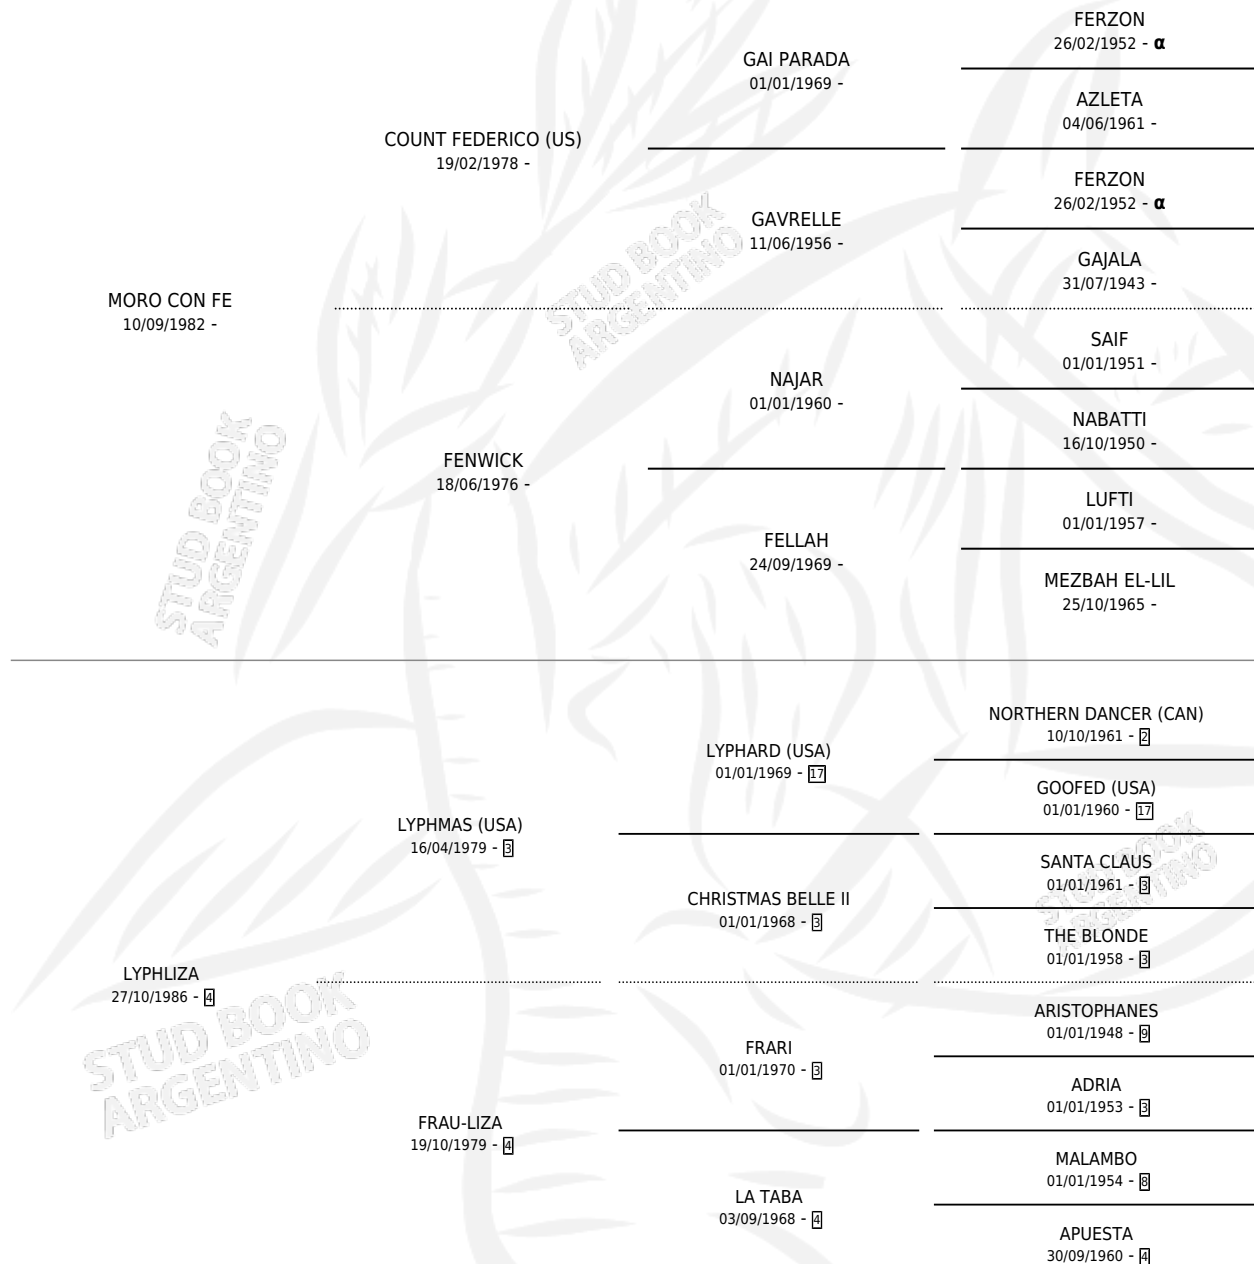 FERZON
26/02/1952 - α
GAI PARADA
01/01/1969 -
AZLETA
04/06/1961 -
COUNT FEDERICO (US)
19/02/1978 -
FERZON
26/02/1952 - α
GAVRELLE
11/06/1956 -
GAJALA
31/07/1943 -
MORO CON FE
10/09/1982 -
SAIF
01/01/1951 -
NAJAR
01/01/1960 -
NABATTI
16/10/1950 -
FENWICK
18/06/1976 -
LUFTI
01/01/1957 -
FELLAH
24/09/1969 -
MEZBAH EL-LIL
25/10/1965 -
STUD BOOK
ARGENTINO
STUD BOOK
ARGENTINO
NORTHERN DANCER (CAN)
10/10/1961 - 2
LYPHARD (USA)
01/01/1969 - 17
GOOFED (USA)
01/01/1960 - 17
LYPHMAS (USA)
16/04/1979 - 3
SANTA CLAUS
01/01/1961 - 3
CHRISTMAS BELLE II
01/01/1968 - 3
THE BLONDE
01/01/1958 - 3
LYPHLIZA
27/10/1986 - 4
ARISTOPHANES
01/01/1948 - 9
FRARI
01/01/1970 - 3
ADRIA
01/01/1953 - 3
FRAU-LIZA
19/10/1979 - 4
MALAMBO
01/01/1954 - 8
LA TABA
03/09/1968 - 4
APUESTA
30/09/1960 - 4
STUD BOOK
ARGENTINO
STUD BOOK
ARGENTINO